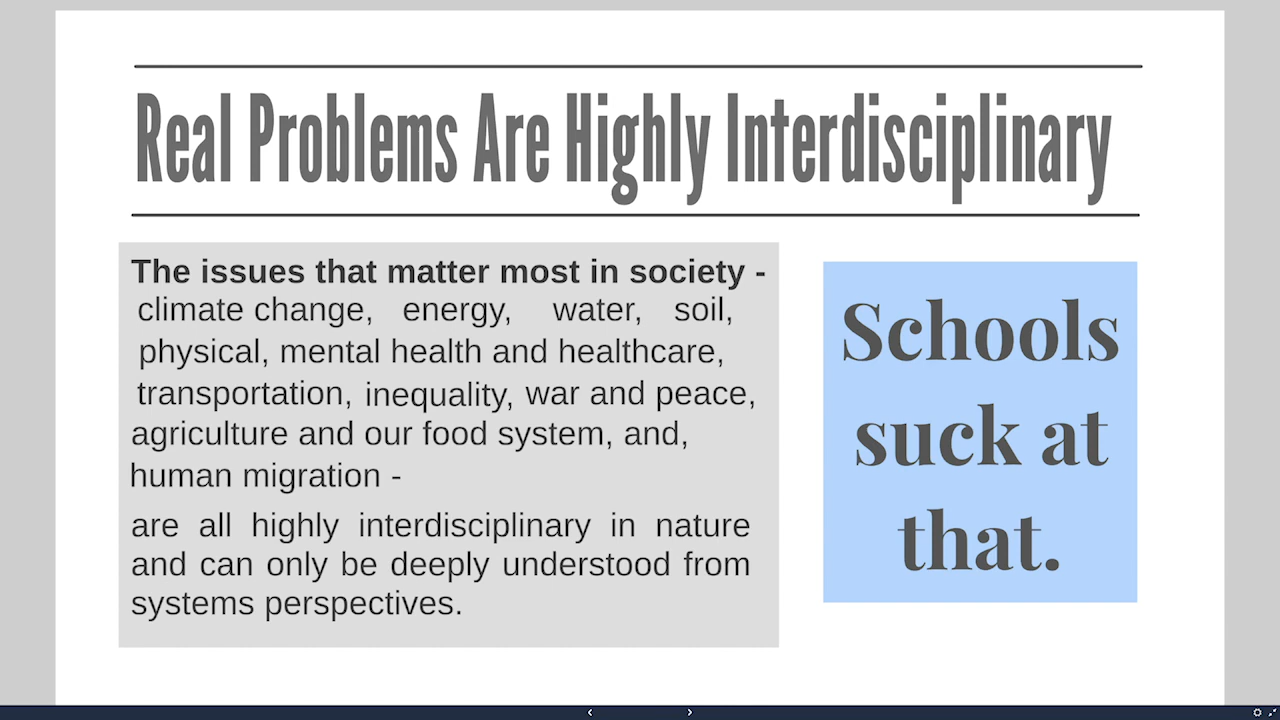 Real Problems Are Highly Interdisciplinary
The issues that matter most in society -
climate change, energy, water, soil,
physical, mental health and healthcare,
transportation, inequality, war and peace,
agriculture and our food system, and,
human migration -
are all highly interdisciplinary in nature
and can only be deeply understood from
systems perspectives.
Schools
suck at
that.